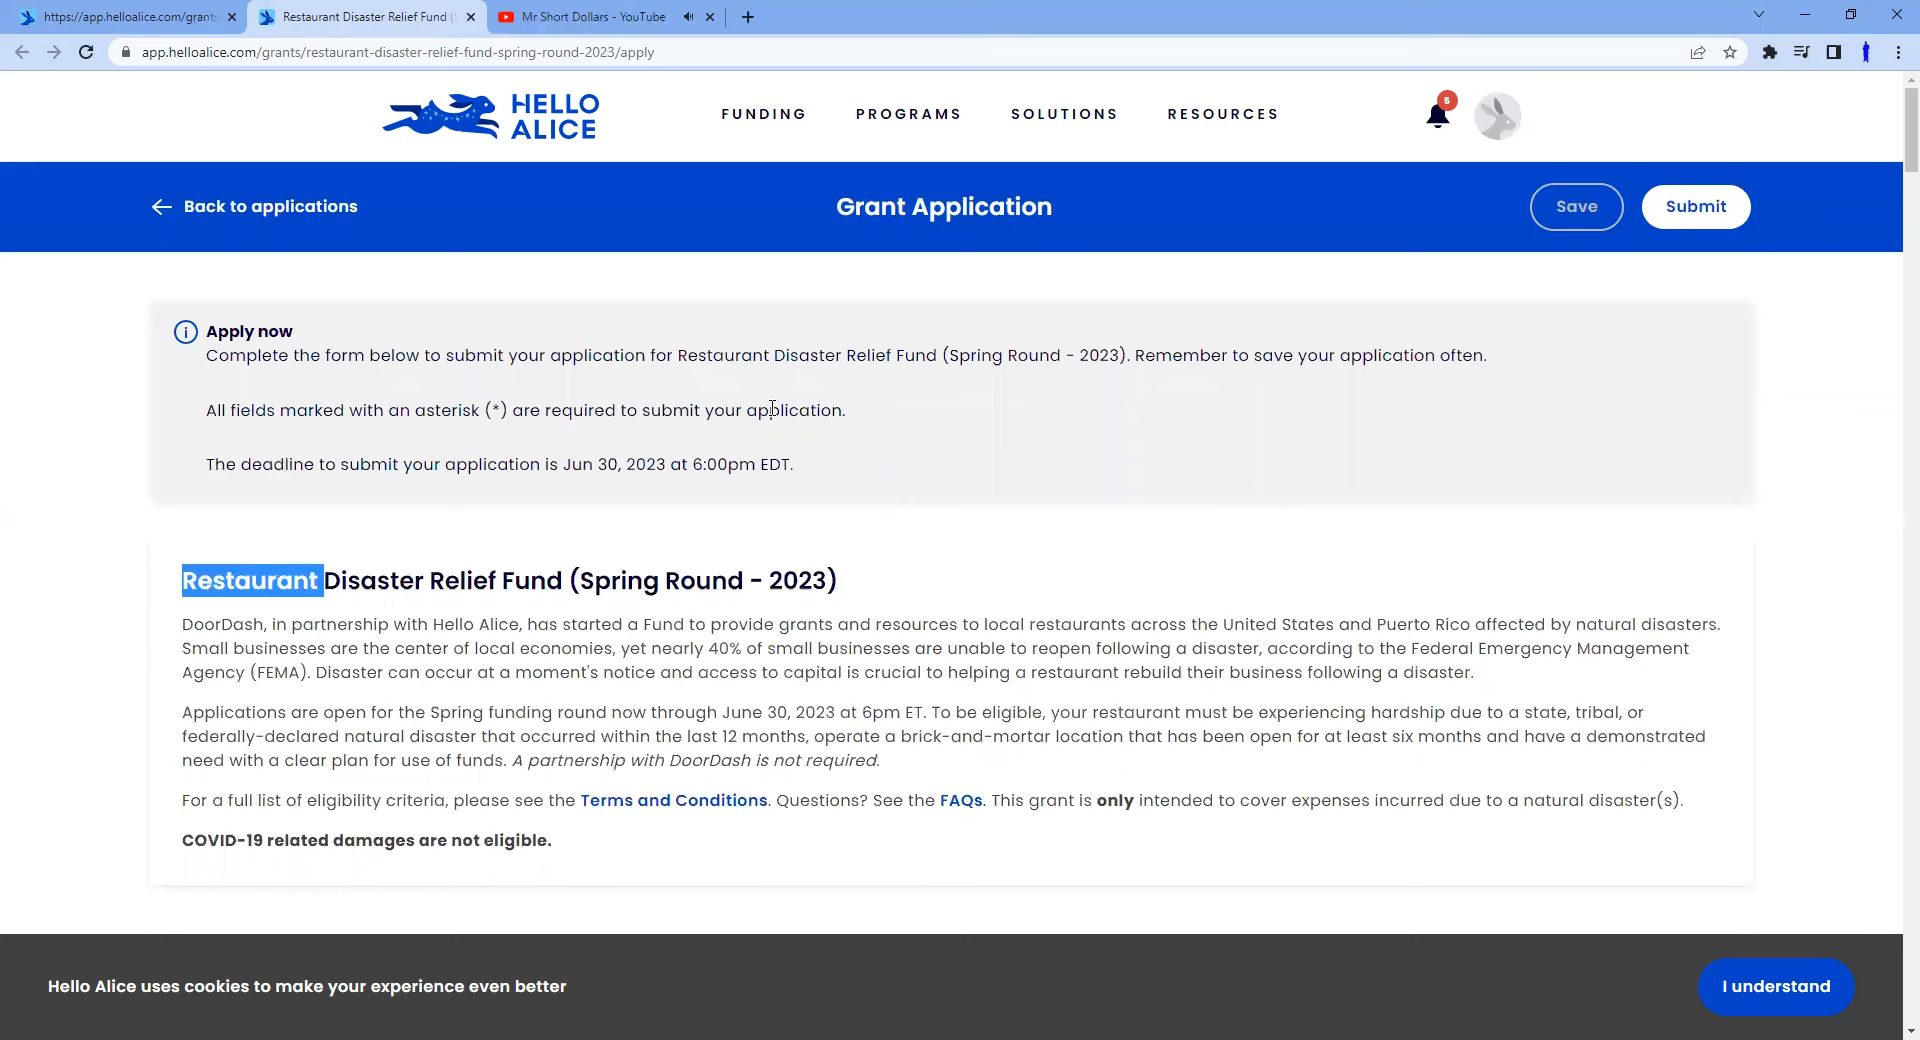 https://app.helloalice.com/grants
Restaurant Disaster Relief Fund (S
Mr Short Dollars - YouTube
app.helloalice.com/grants/restaurant-disaster-relief-fund-spring-round-2023/apply
HELLO
ALICE
FUNDING
PROGRAMS
SOLUTIONS
RESOURCES
5
Back to applications
Grant Application
Save
Submit
Apply now
Complete the form below to submit your application for Restaurant Disaster Relief Fund (Spring Round - 2023). Remember to save your application often.
All fields marked with an asterisk (*) are required to submit your application.
The deadline to submit your application is Jun 30, 2023 at 6:00pm EDT.
Restaurant Disaster Relief Fund (Spring Round - 2023)
DoorDash, in partnership with Hello Alice, has started a Fund to provide grants and resources to local restaurants across the United States and Puerto Rico affected by natural disasters.
Small businesses are the center of local economies, yet nearly 40% of small businesses are unable to reopen following a disaster, according to the Federal Emergency Management
Agency (FEMA). Disaster can occur at a moment's notice and access to capital is crucial to helping a restaurant rebuild their business following a disaster.
Applications are open for the Spring funding round now through June 30, 2023 at 6pm ET. To be eligible, your restaurant must be experiencing hardship due to a state, tribal, or
federally-declared natural disaster that occurred within the last 12 months, operate a brick-and-mortar location that has been open for at least six months and have a demonstrated
need with a clear plan for use of funds. A partnership with DoorDash is not required.
For a full list of eligibility criteria, please see the Terms and Conditions. Questions? See the FAQs. This grant is only intended to cover expenses incurred due to a natural disaster(s).
COVID-19 related damages are not eligible.
Hello Alice uses cookies to make your experience even better
I understand